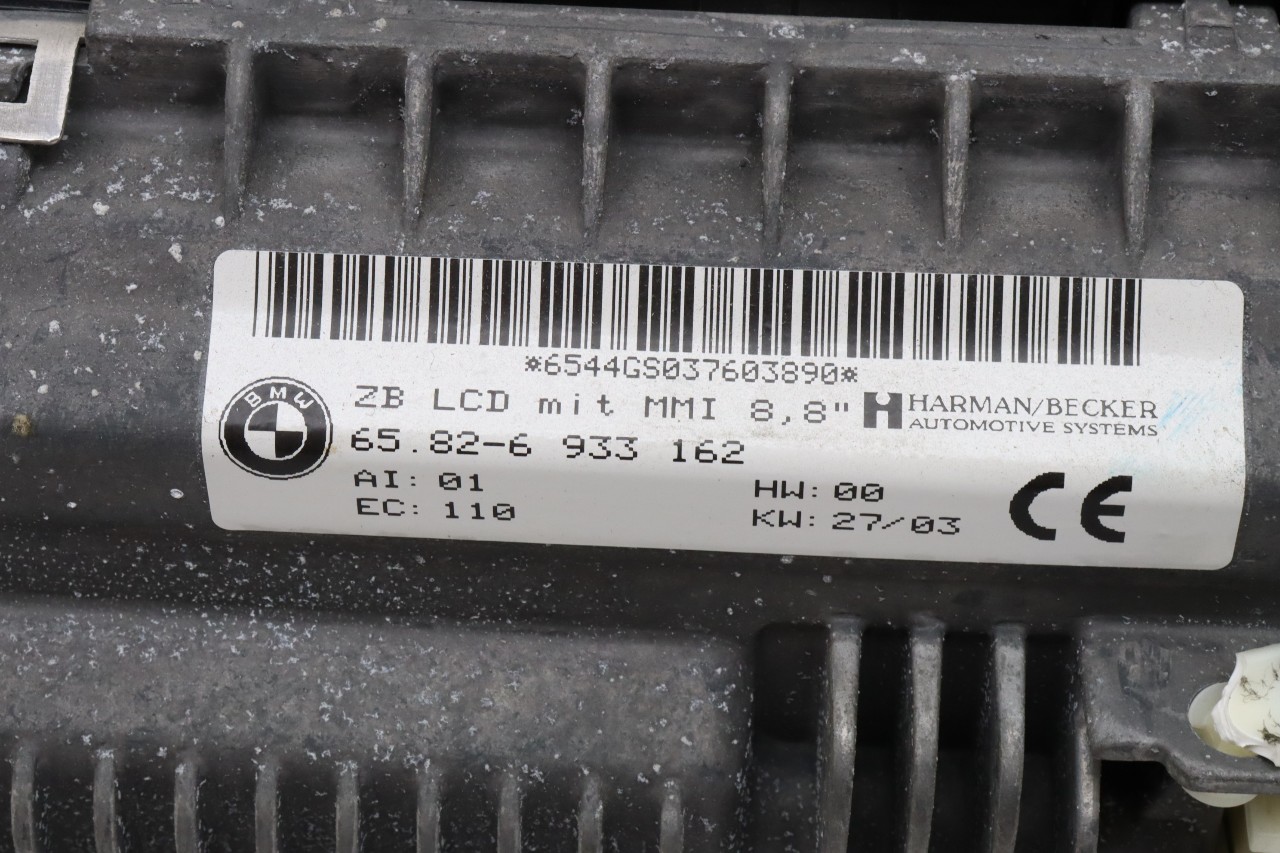 *6544GS037603890*
ZB LCD mit MMI 8,8"
HARMAN/BECKER
AUTOMOTIVE SYSTEMS
BMW
65.82-6 933 162
AI: 01
HW: 00
EC: 110
KW: 27/03
CE